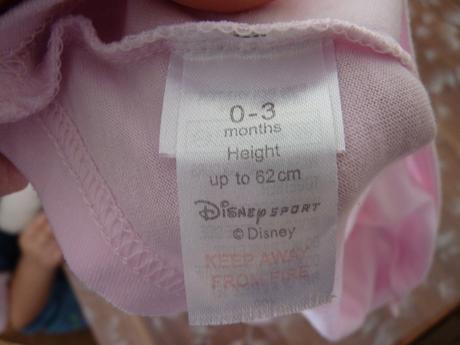 0-3
months
Height
up to 62cm
DISNEY SPORT
© Disney
KEEP AWAY
FROM FIRE